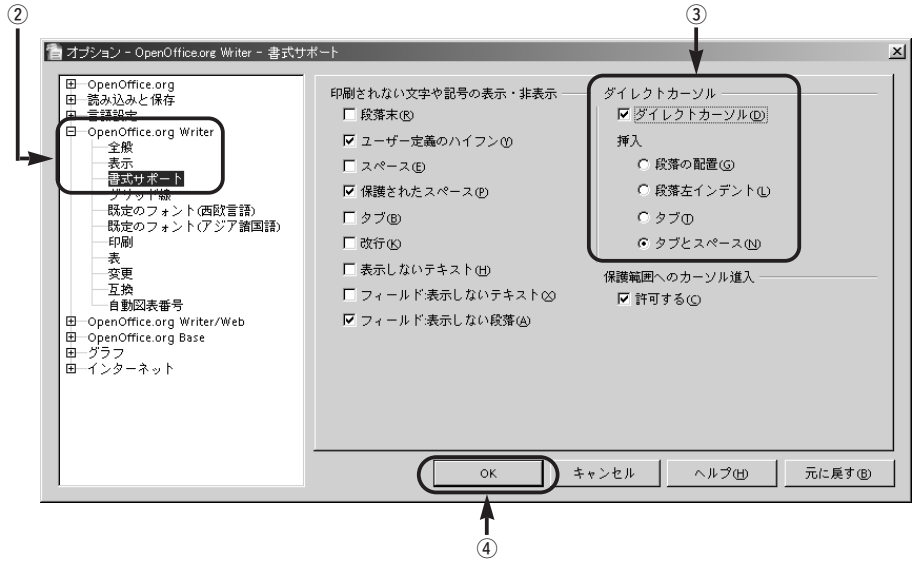 ② ③
オプション - OpenOffice.org Writer - 書式サポート
OpenOffice.org
読み込みと保存
言語設定
OpenOffice.org Writer
全般
表示
書式サポート
グリッド線
既定のフォント(西欧言語)
既定のフォント(アジア諸国語)
印刷
表
変更
互換
自動図表番号
OpenOffice.org Writer/Web
OpenOffice.org Base
グラフ
インターネット
印刷されない文字や記号の表示・非表示
段落末(R)
ユーザー定義のハイフン(Y)
スペース(E)
保護されたスペース(P)
タブ(B)
改行(K)
表示しないテキスト(H)
フィールド:表示しないテキスト(X)
フィールド:表示しない段落(A)
ダイレクトカーソル
ダイレクトカーソル(D)
挿入
段落の配置(G)
段落左インデント(L)
タブ(T)
タブとスペース(N)
保護範囲へのカーソル進入
許可する(C)
OK キャンセル ヘルプ(H) 元に戻す(B)
④